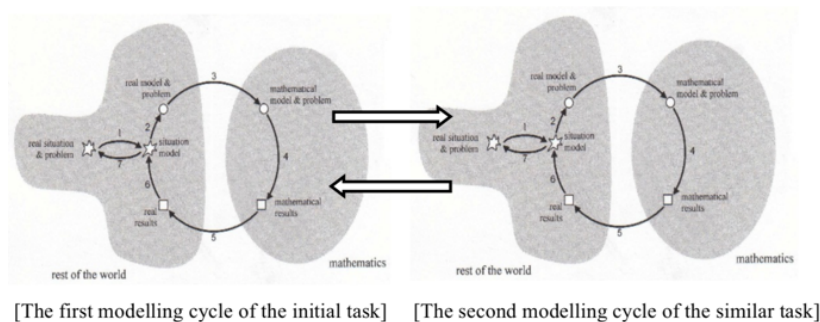 real model &
problem
3
mathematical
model & problem
real situation
& problem
1
2
situation
model
7
4
6
real
results
mathematical
results
5
rest of the world
mathematics
real model &
problem
3
mathematical
model & problem
real situation
& problem
1
2
situation
model
7
4
6
real
results
mathematical
results
5
rest of the world
mathematics
[The first modelling cycle of the initial task]
[The second modelling cycle of the similar task]